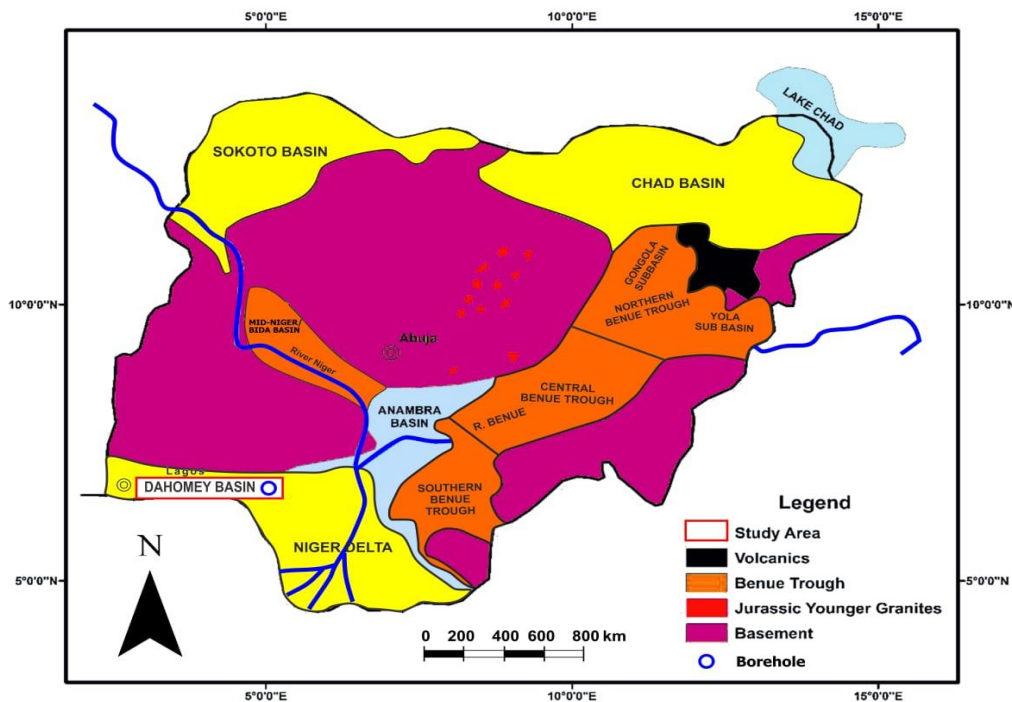 5°0'0"E
10°0'0"E
15°0'0"E
LAKE CHAD
SOKOTO BASIN
CHAD BASIN
GONGOLA
SUBBASIN
10°0'0"N
10°0'0"N
NORTHERN
BENUE TROUGH
YOLA
SUB BASIN
MID-NIGER/
BIDA BASIN
River Niger
Abuja
CENTRAL
BENUE TROUGH
ANAMBRA
BASIN
R. BENUE
Lagos
DAHOMEY BASIN
SOUTHERN
BENUE
TROUGH
NIGER DELTA
N
5°0'0"N
5°0'0"N
Legend
Study Area
Volcanics
Benue Trough
Jurassic Younger Granites
Basement
Borehole
0 200 400 600 800 km
5°0'0"E
10°0'0"E
15°0'0"E